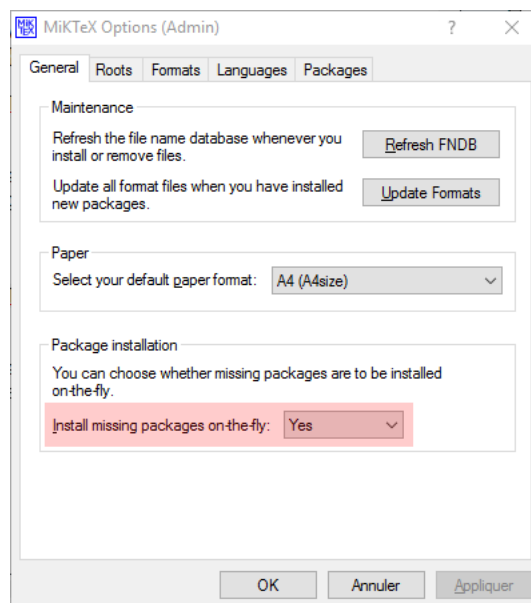 MiKTeX Options (Admin)
General Roots Formats Languages Packages
Maintenance
Refresh the file name database whenever you
install or remove files.
Refresh FNDB
Update all format files when you have installed
new packages.
Update Formats
Paper
Select your default paper format: A4 (A4size)
Package installation
You can choose whether missing packages are to be installed
on-the-fly.
Install missing packages on-the-fly: Yes
OK Annuler Appliquer